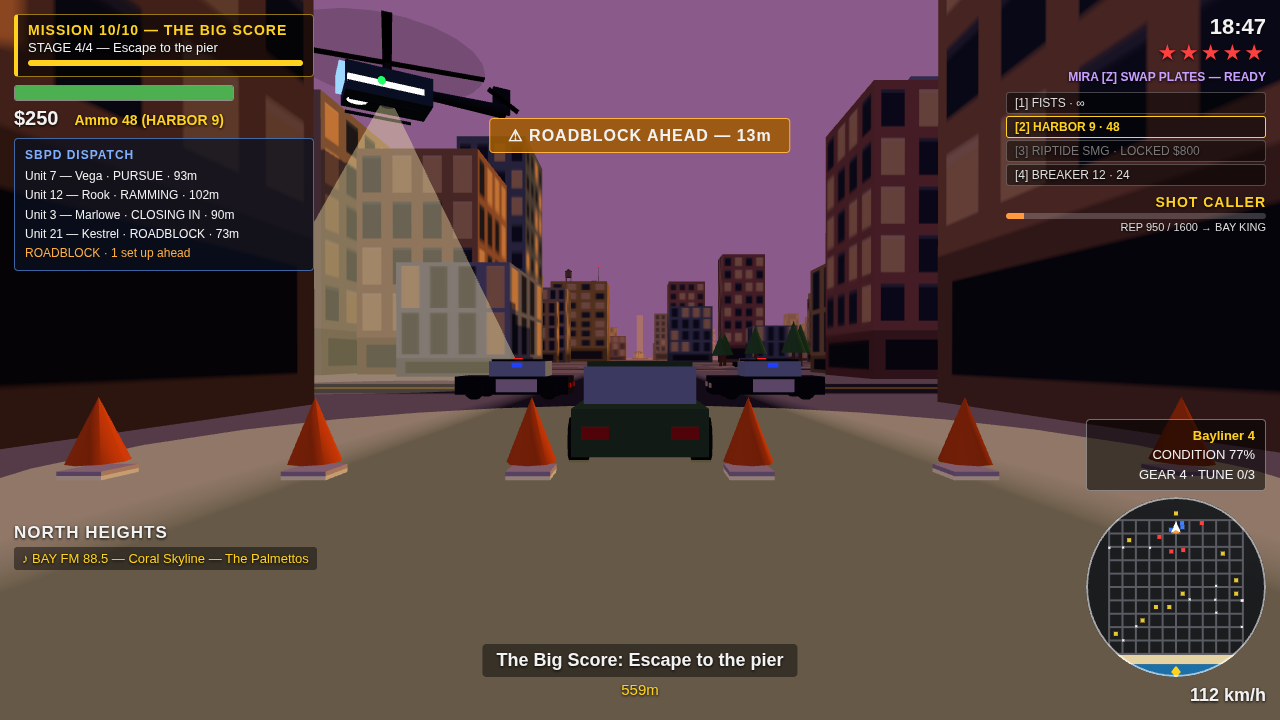 MISSION 10/10 — THE BIG SCORE
STAGE 4/4 — Escape to the pier
$250 Ammo 48 (HARBOR 9)
SBPD DISPATCH
Unit 7 — Vega · PURSUE · 93m
Unit 12 — Rook · RAMMING · 102m
Unit 3 — Marlowe · CLOSING IN · 90m
Unit 21 — Kestrel · ROADBLOCK · 73m
ROADBLOCK · 1 set up ahead
⚠ ROADBLOCK AHEAD — 13m
18:47
★★★★★
MIRA [Z] SWAP PLATES — READY
[1] FISTS · ∞
[2] HARBOR 9 · 48
[3] RIPTIDE SMG · LOCKED $800
[4] BREAKER 12 · 24
SHOT CALLER
REP 950 / 1600 → BAY KING
Bayliner 4
CONDITION 77%
GEAR 4 · TUNE 0/3
NORTH HEIGHTS
♪ BAY FM 88.5 — Coral Skyline — The Palmettos
The Big Score: Escape to the pier
559m
112 km/h